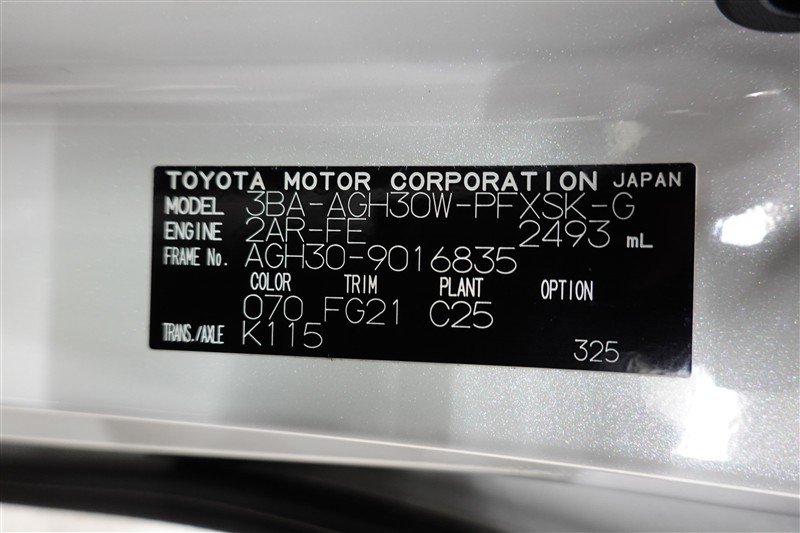 TOYOTA MOTOR CORPORATION JAPAN
MODEL 3BA-AGH30W-PFXSK-G
ENGINE 2AR-FE 2493 mL
FRAME No. AGH30-9016835
COLOR TRIM PLANT OPTION
070 FG21 C25
TRANS./AXLE K115
325